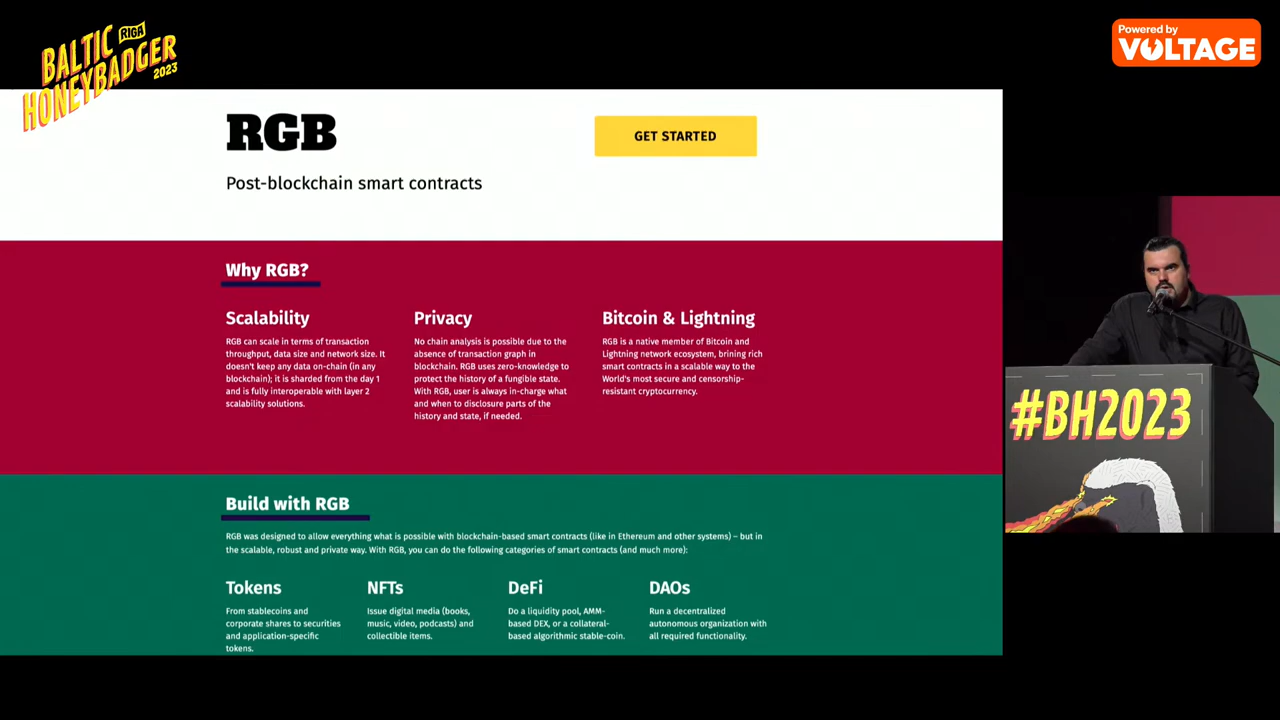 BALTIC
RIGA
HONEYBADGER
2023
Powered by
VOLTAGE
RGB
GET STARTED
Post-blockchain smart contracts
Why RGB?
Scalability
RGB can scale in terms of transaction
throughput, data size and network size. It
doesn't keep any data on-chain (in any
blockchain); it is sharded from the day 1
and is fully interoperable with layer 2
scalability solutions.
Privacy
No chain analysis is possible due to the
absence of transaction graph in
blockchain. RGB uses zero-knowledge to
protect the history of a fungible state.
With RGB, user is always in-charge what
and when to disclosure parts of the
history and state, if needed.
Bitcoin & Lightning
RGB is a native member of Bitcoin and
Lightning network ecosystem, brining rich
smart contracts in a scalable way to the
World's most secure and censorship-
resistant cryptocurrency.
Build with RGB
RGB was designed to allow everything what is possible with blockchain-based smart contracts (like in Ethereum and other systems) – but in
the scalable, robust and private way. With RGB, you can do the following categories of smart contracts (and much more):
Tokens
From stablecoins and
corporate shares to securities
and application-specific
tokens.
NFTs
Issue digital media (books,
music, video, podcasts) and
collectible items.
DeFi
Do a liquidity pool, AMM-
based DEX, or a collateral-
based algorithmic stable-coin.
DAOs
Run a decentralized
autonomous organization with
all required functionality.
#BH2023